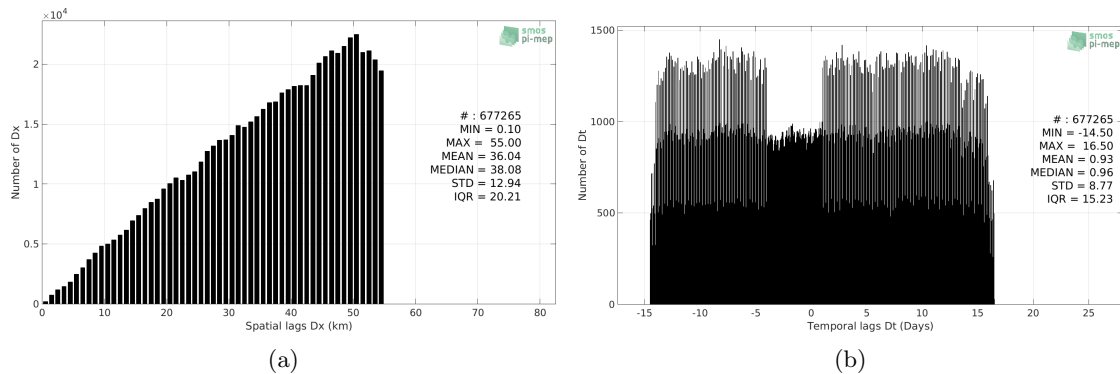 ×10⁴
2
1.5
1
0.5
0
Number of Dx
0 10 20 30 40 50 60 70 80
Spatial lags Dx (km)
smos
pi-mep
# : 677265
MIN = 0.10
MAX = 55.00
MEAN = 36.04
MEDIAN = 38.08
STD = 12.94
IQR = 20.21
(a)
1500
1000
500
0
Number of Dt
-15 -10 -5 0 5 10 15 20 25
Temporal lags Dt (Days)
smos
pi-mep
# : 677265
MIN = -14.50
MAX = 16.50
MEAN = 0.93
MEDIAN = 0.96
STD = 8.77
IQR = 15.23
(b)